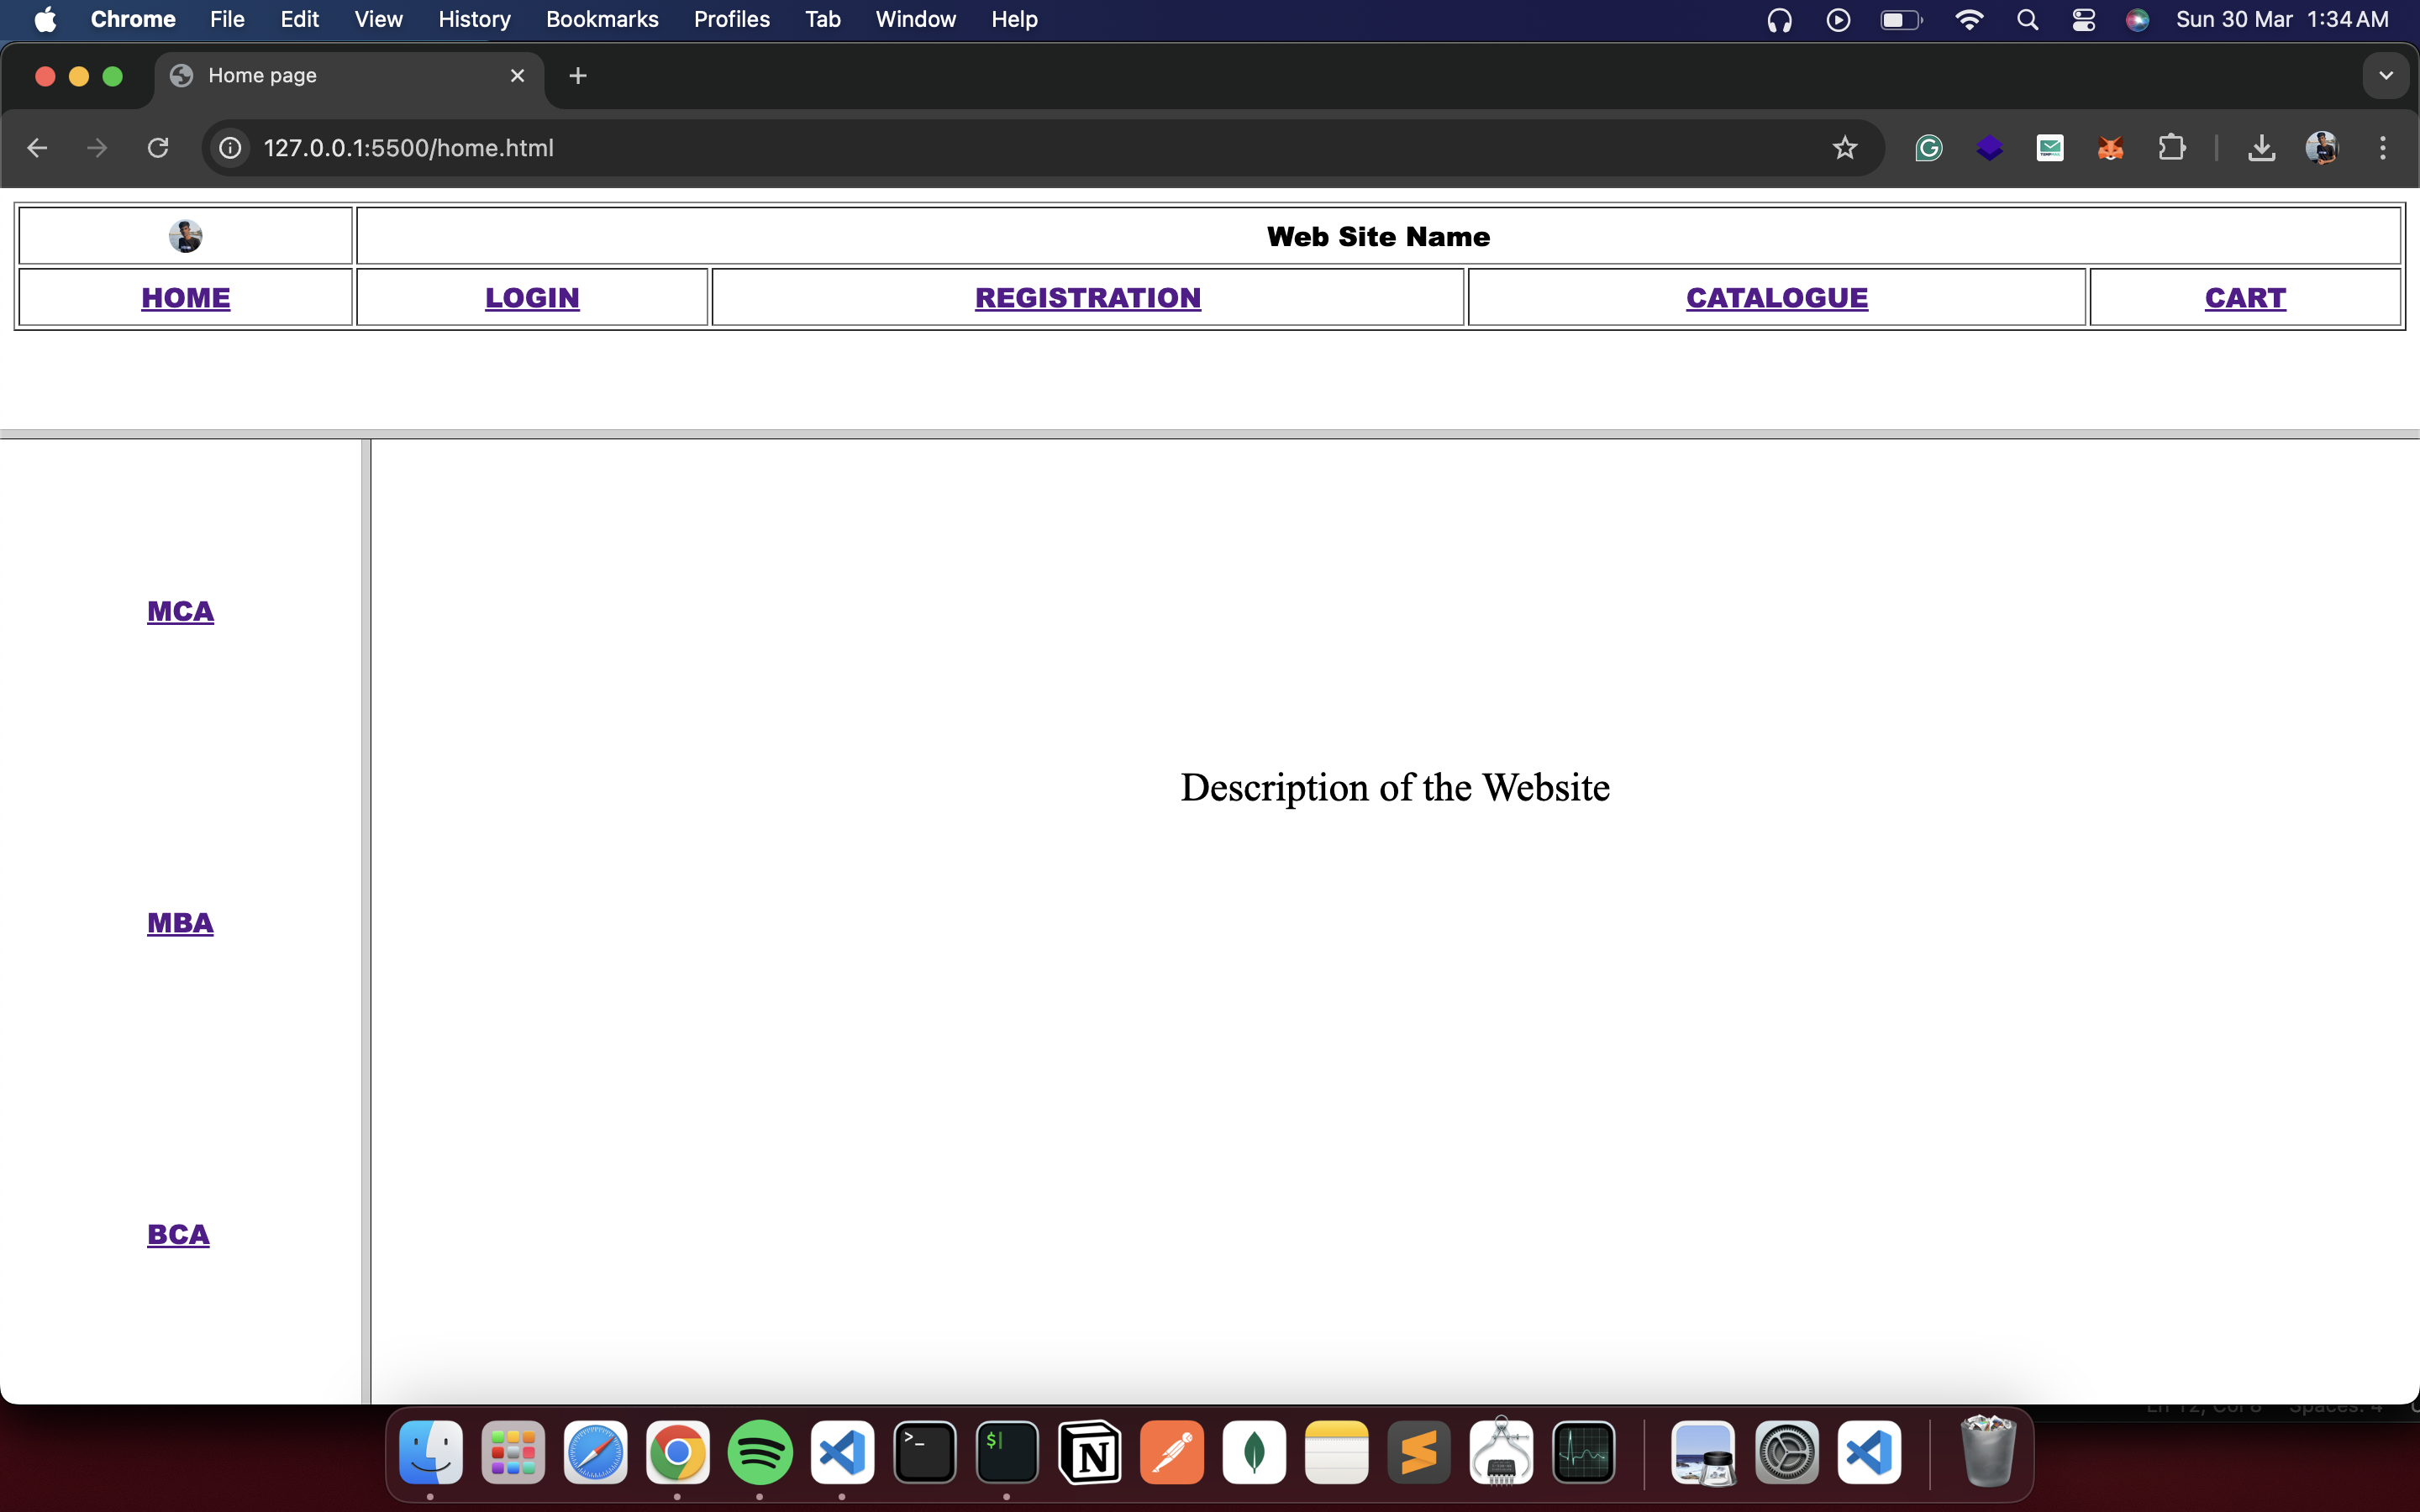 Chrome File Edit View History Bookmarks Profiles Tab Window Help Sun 30 Mar 1:34 AM
Home page
127.0.0.1:5500/home.html
Web Site Name
HOME LOGIN REGISTRATION CATALOGUE CART
MCA
Description of the Website
MBA
BCA